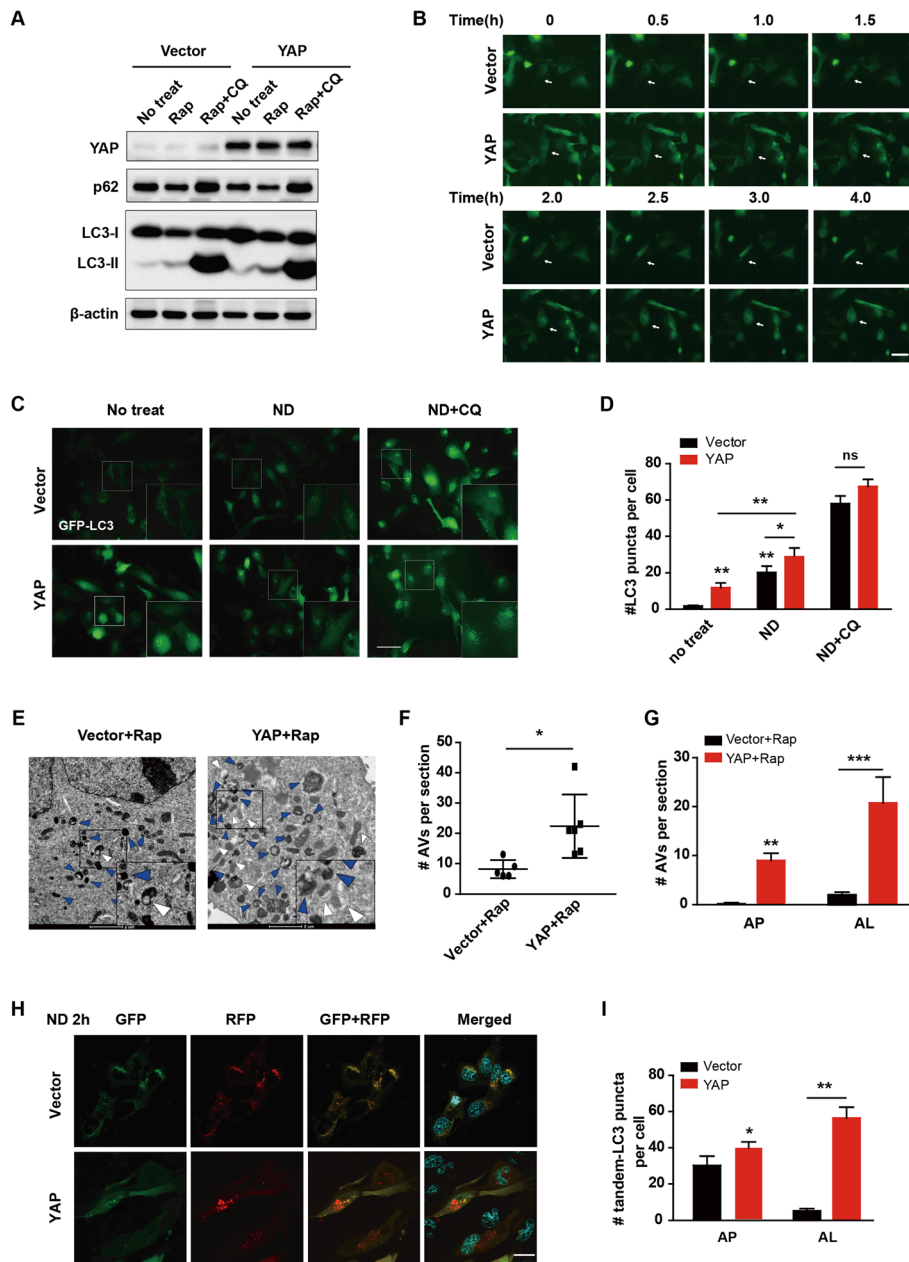 A
Vector YAP
No treat Rap Rap+CQ No treat Rap Rap+CQ
YAP
p62
LC3-I
LC3-II
β-actin
B
Time(h) 0 0.5 1.0 1.5
Vector
YAP
Time(h) 2.0 2.5 3.0 4.0
Vector
YAP
C
No treat ND ND+CQ
Vector
GFP-LC3
YAP
D
Vector
YAP
#LC3 puncta per cell
80
60
40
20
0
** ** ** * ns
no treat ND ND+CQ
E
Vector+Rap YAP+Rap
2 um 2 um
F
# AVs per section
50
40
30
20
10
0
*
Vector+Rap YAP+Rap
G
Vector+Rap
YAP+Rap
# AVs per section
30
20
10
0
** ***
AP AL
H
ND 2h GFP RFP GFP+RFP Merged
Vector
YAP
I
Vector
YAP
# tandem-LC3 puncta
per cell
80
60
40
20
0
* **
AP AL